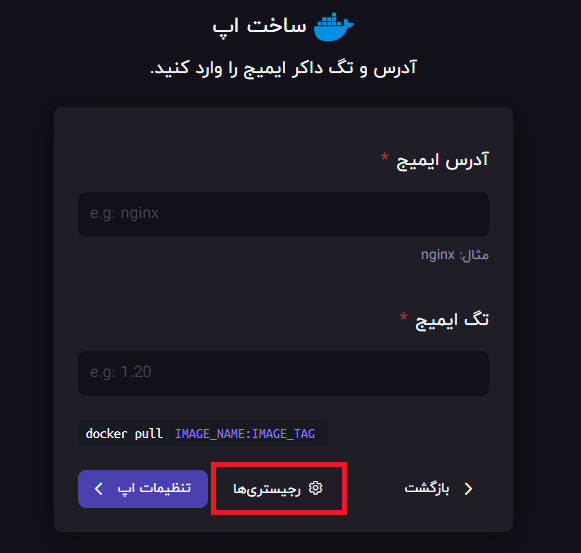 ساخت اپ
آدرس و تگ داکر ایمیج را وارد کنید.
آدرس ایمیج *
e.g: nginx
مثال: nginx
تگ ایمیج *
e.g: 1.20
docker pull IMAGE_NAME:IMAGE_TAG
بازگشت رجیستری‌ها تنظیمات اپ